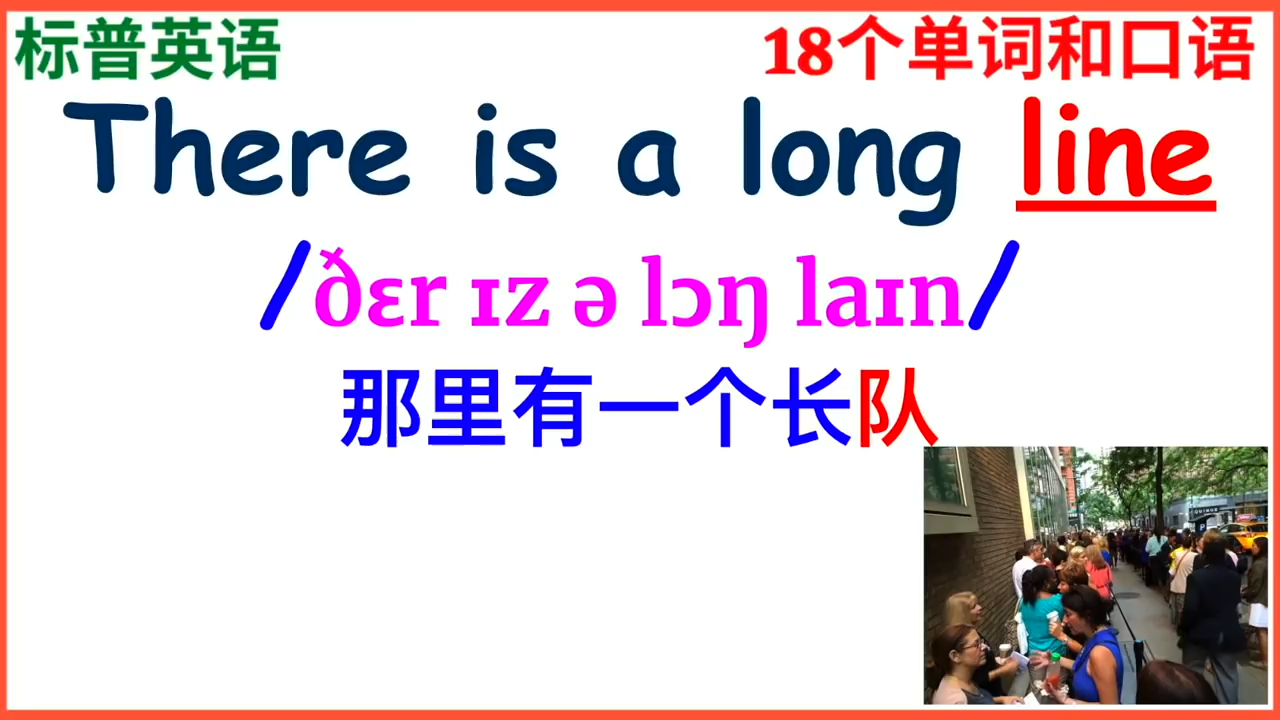 标普英语
18个单词和口语
There is a long line
/ðɛr ɪz ə lɔŋ laɪn/
那里有一个长队